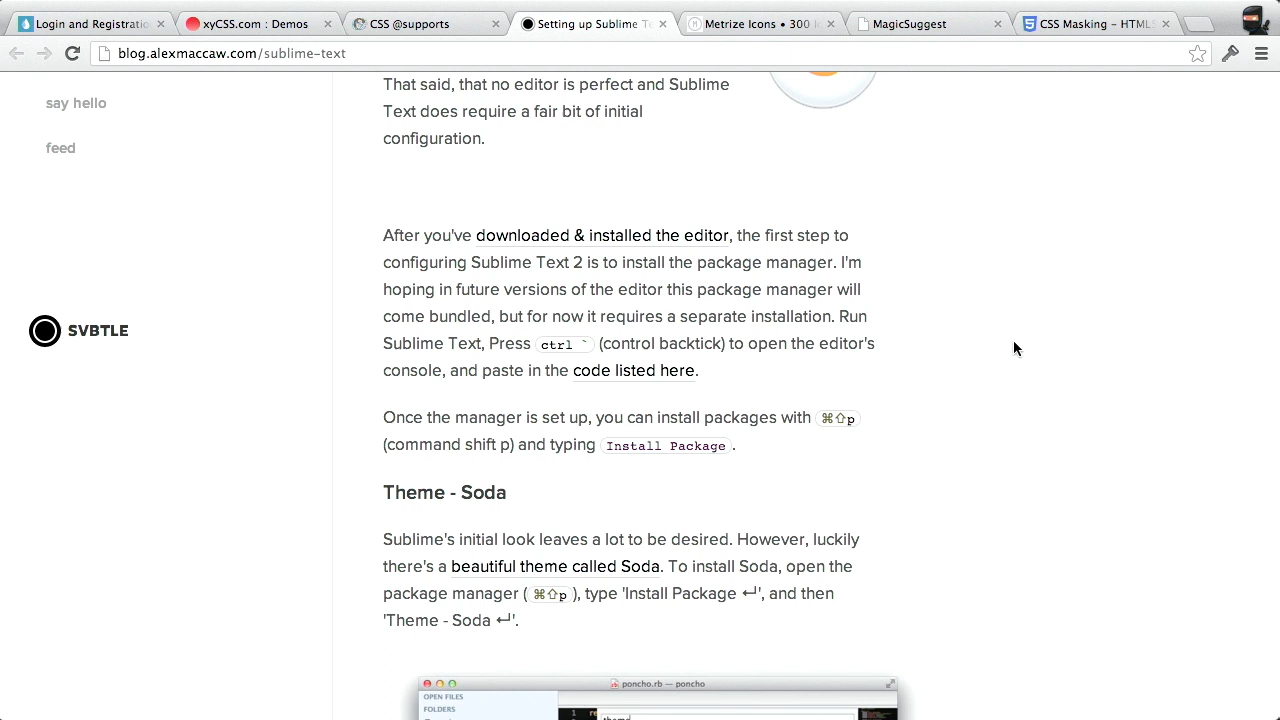 Login and Registratio
xyCSS.com : Demos
CSS @supports
Setting up Sublime Te
Metrize Icons • 300
MagicSuggest
CSS Masking – HTML5
blog.alexmaccaw.com/sublime-text
say hello
feed
SVBTLE
That said, that no editor is perfect and Sublime
Text does require a fair bit of initial
configuration.
After you've downloaded & installed the editor, the first step to
configuring Sublime Text 2 is to install the package manager. I'm
hoping in future versions of the editor this package manager will
come bundled, but for now it requires a separate installation. Run
Sublime Text, Press ctrl ` (control backtick) to open the editor's
console, and paste in the code listed here.
Once the manager is set up, you can install packages with ⌘⇧p
(command shift p) and typing Install Package.
Theme - Soda
Sublime's initial look leaves a lot to be desired. However, luckily
there's a beautiful theme called Soda. To install Soda, open the
package manager (⌘⇧p), type 'Install Package ↵', and then
'Theme - Soda ↵'.
poncho.rb — poncho
OPEN FILES
FOLDERS
1 re
theme